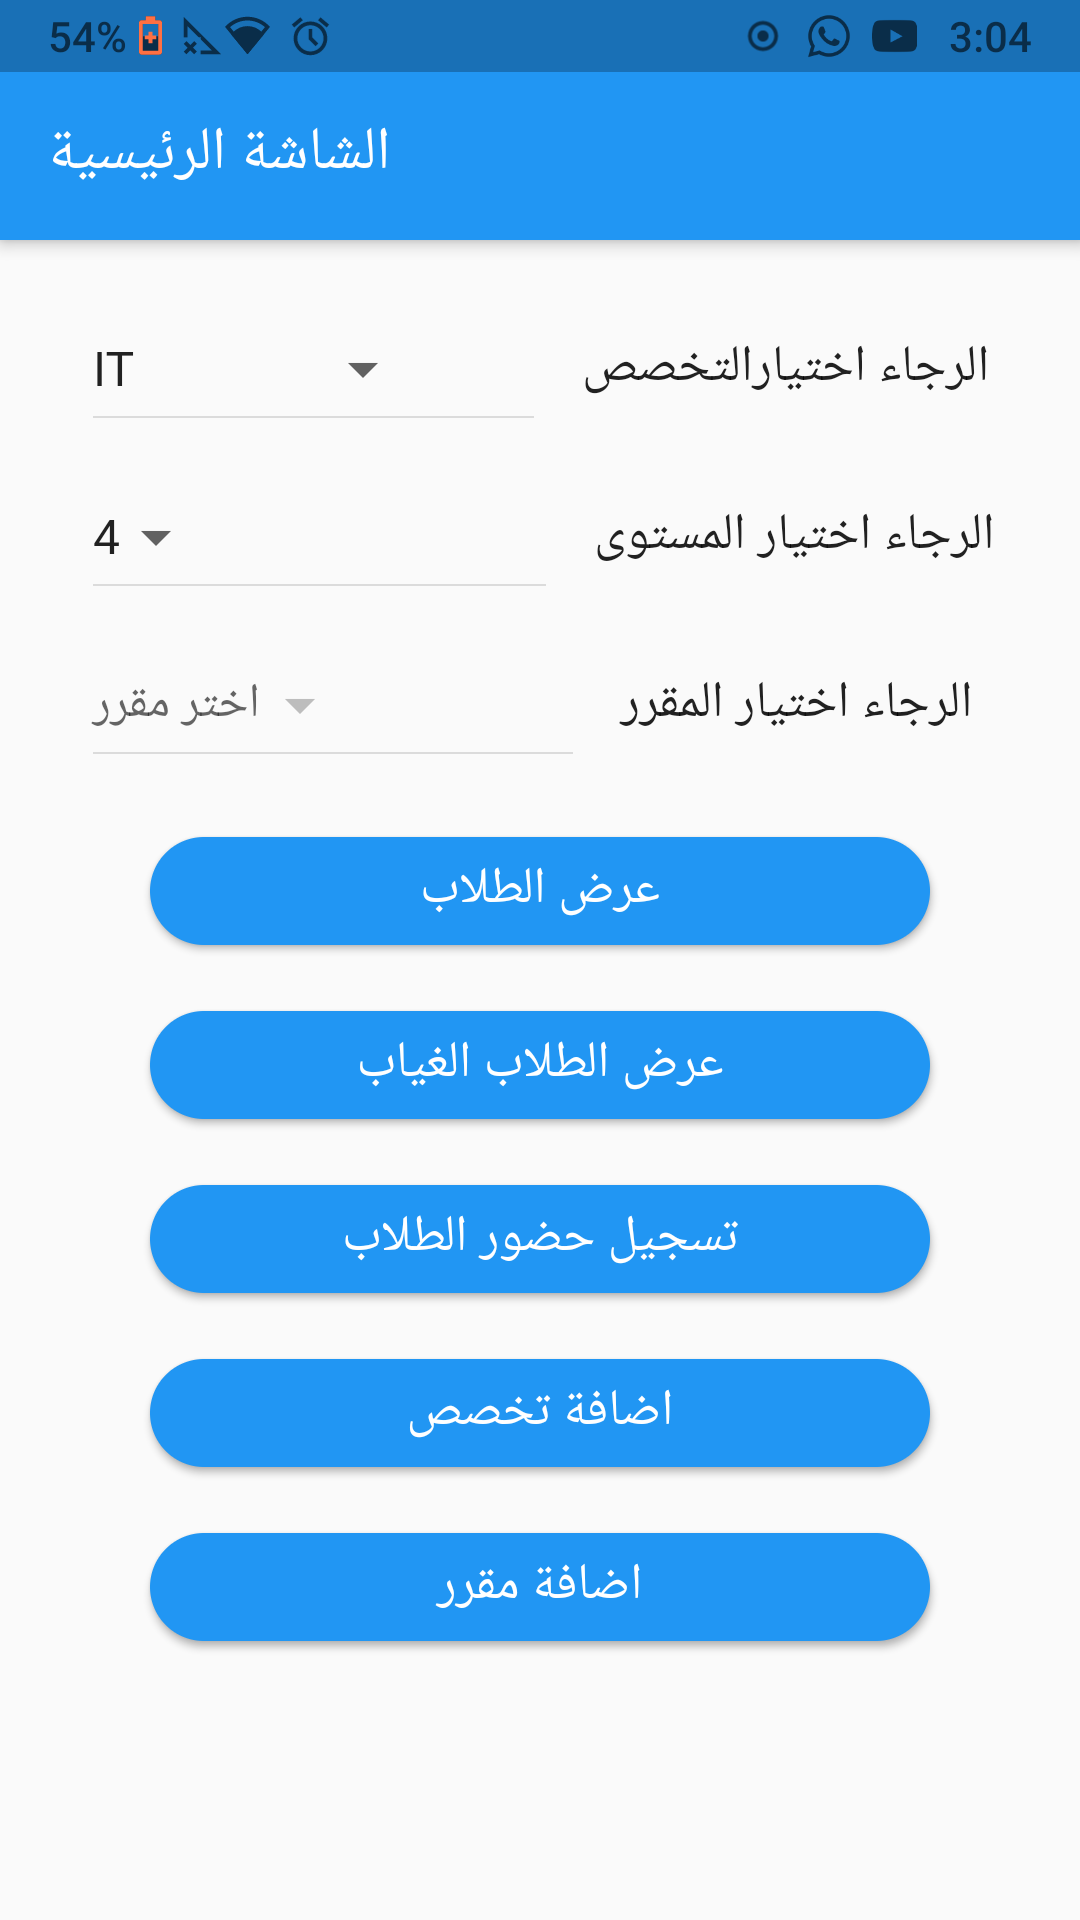 54% 3:04
الشاشة الرئيسية
الرجاء اختيارالتخصص IT
الرجاء اختيار المستوى 4
الرجاء اختيار المقرر اختر مقرر
عرض الطلاب
عرض الطلاب الغياب
تسجيل حضور الطلاب
اضافة تخصص
اضافة مقرر